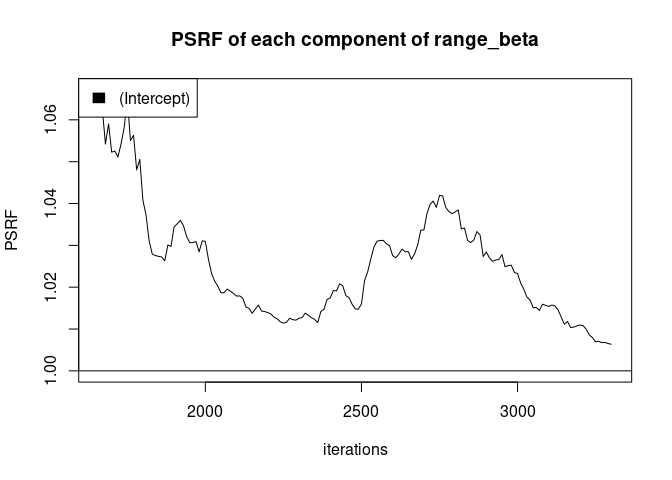 PSRF of each component of range_beta
(Intercept)
PSRF
1.06
1.04
1.02
1.00
2000 2500 3000
iterations